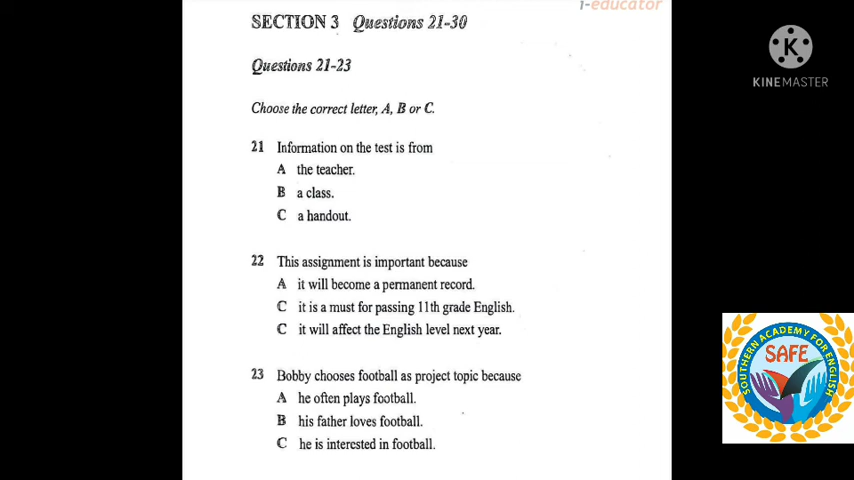 i-educator
SECTION 3 Questions 21-30
Questions 21-23
Choose the correct letter, A, B or C.
21 Information on the test is from
A the teacher.
B a class.
C a handout.
22 This assignment is important because
A it will become a permanent record.
C it is a must for passing 11th grade English.
C it will affect the English level next year.
23 Bobby chooses football as project topic because
A he often plays football.
B his father loves football.
C he is interested in football.
K
KINEMASTER
SOUTHERN ACADEMY FOR ENGLISH
SAFE